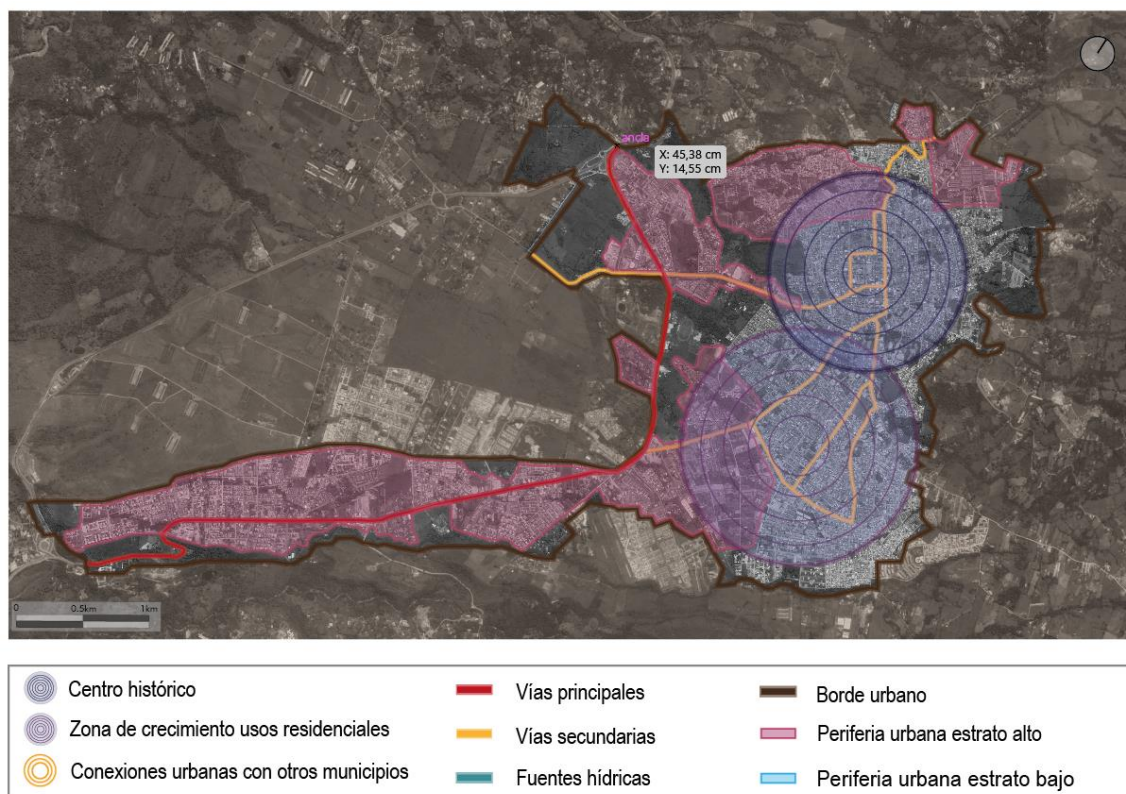 ancla
X: 45,38 cm
Y: 14,55 cm
0 0.5km 1km
Centro histórico
Zona de crecimiento usos residenciales
Conexiones urbanas con otros municipios
Vías principales
Vías secundarias
Fuentes hídricas
Borde urbano
Periferia urbana estrato alto
Periferia urbana estrato bajo